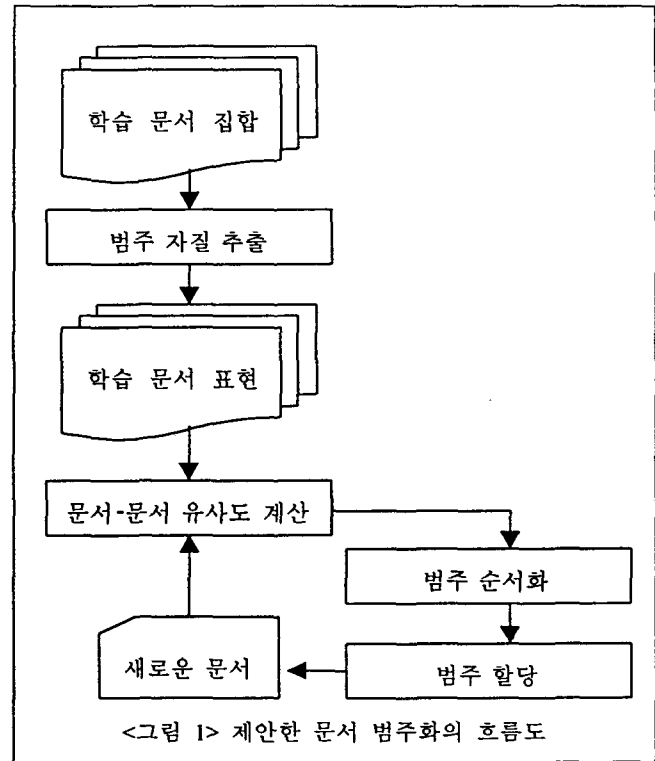 학습 문서 집합
범주 자질 추출
학습 문서 표현
문서-문서 유사도 계산
범주 순서화
새로운 문서
범주 할당
<그림 1> 제안한 문서 범주화의 흐름도